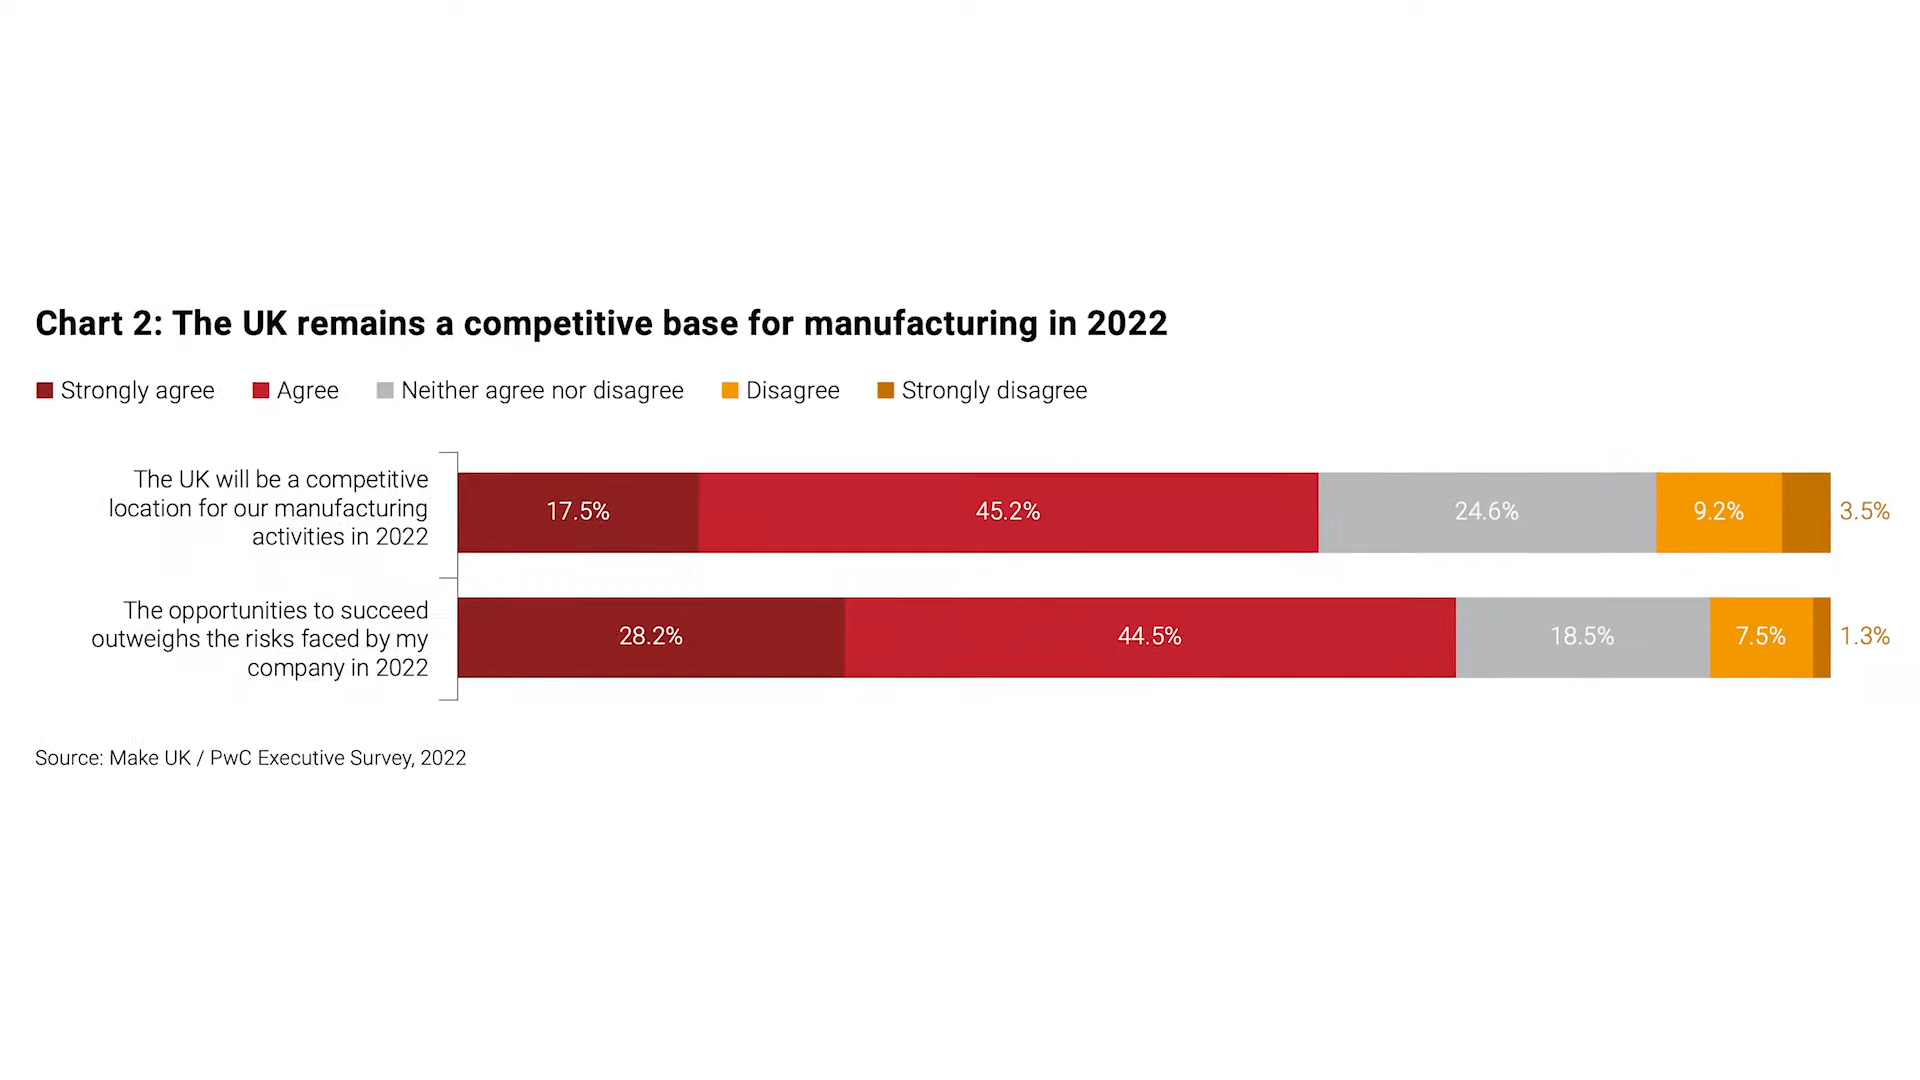 Chart 2: The UK remains a competitive base for manufacturing in 2022
Strongly agree Agree Neither agree nor disagree Disagree Strongly disagree
The UK will be a competitive
location for our manufacturing
activities in 2022
17.5% 45.2% 24.6% 9.2% 3.5%
The opportunities to succeed
outweighs the risks faced by my
company in 2022
28.2% 44.5% 18.5% 7.5% 1.3%
Source: Make UK / PwC Executive Survey, 2022